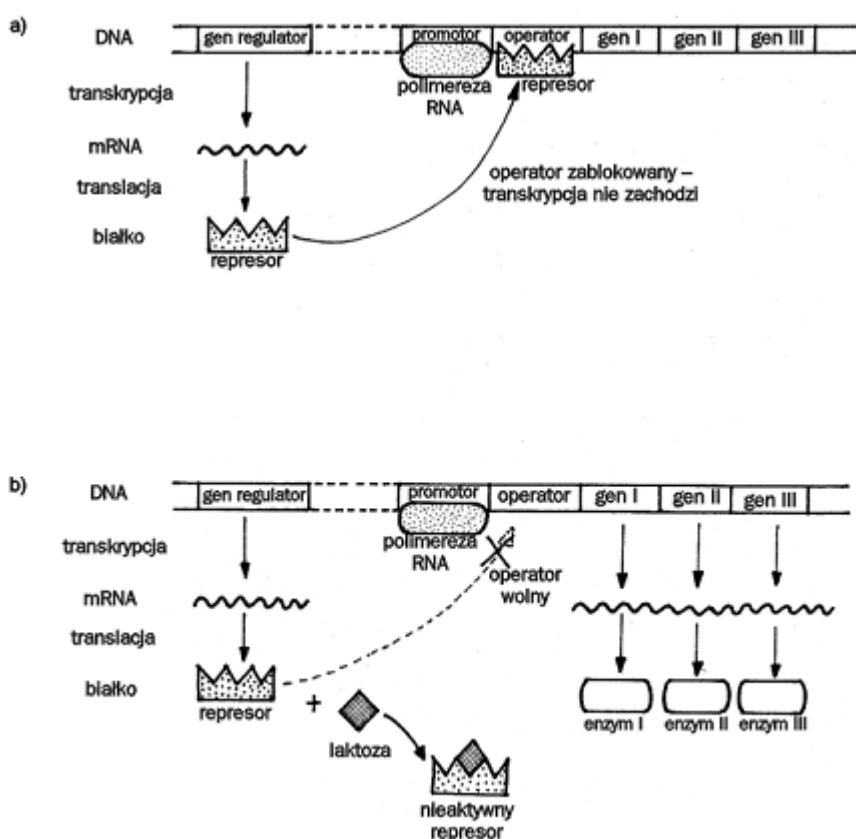 a)
DNA
gen regulator
promotor
operator
gen I
gen II
gen III
polimereza
RNA
represor
transkrypcja
mRNA
operator zablokowany –
transkrypcja nie zachodzi
translacja
białko
represor
b)
DNA
gen regulator
promotor
operator
gen I
gen II
gen III
polimereza
RNA
operator
wolny
transkrypcja
mRNA
translacja
białko
represor
+
laktoza
nieaktywny
represor
enzym I
enzym II
enzym III